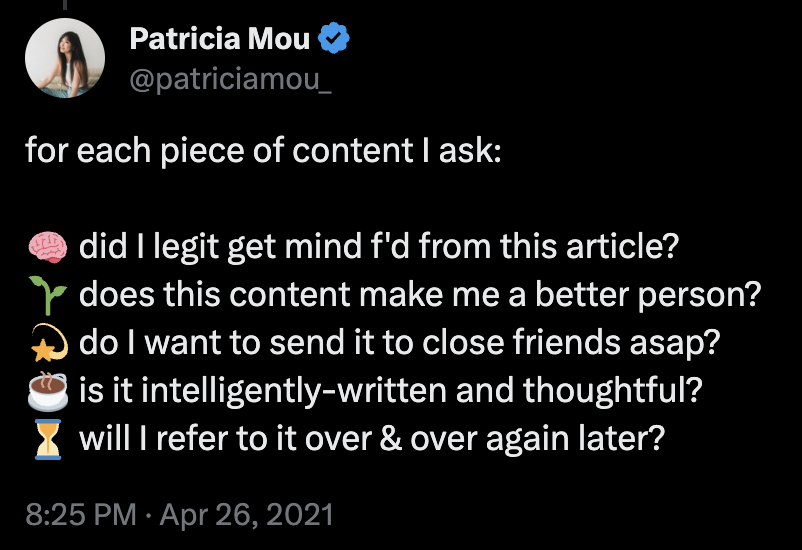 Patricia Mou
@patriciamou_
for each piece of content I ask:
🧠 did I legit get mind f'd from this article?
🌱 does this content make me a better person?
💫 do I want to send it to close friends asap?
☕ is it intelligently-written and thoughtful?
⏳ will I refer to it over & over again later?
8:25 PM · Apr 26, 2021